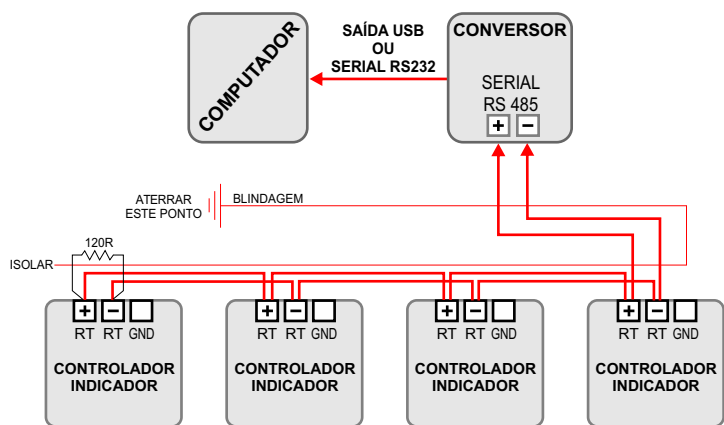 COMPUTADOR
SAÍDA USB
OU
SERIAL RS232
CONVERSOR
SERIAL
RS 485
+ −
ATERRAR
ESTE PONTO
BLINDAGEM
120R
ISOLAR
+ −
RT RT GND
CONTROLADOR
INDICADOR
+ −
RT RT GND
CONTROLADOR
INDICADOR
+ −
RT RT GND
CONTROLADOR
INDICADOR
+ −
RT RT GND
CONTROLADOR
INDICADOR